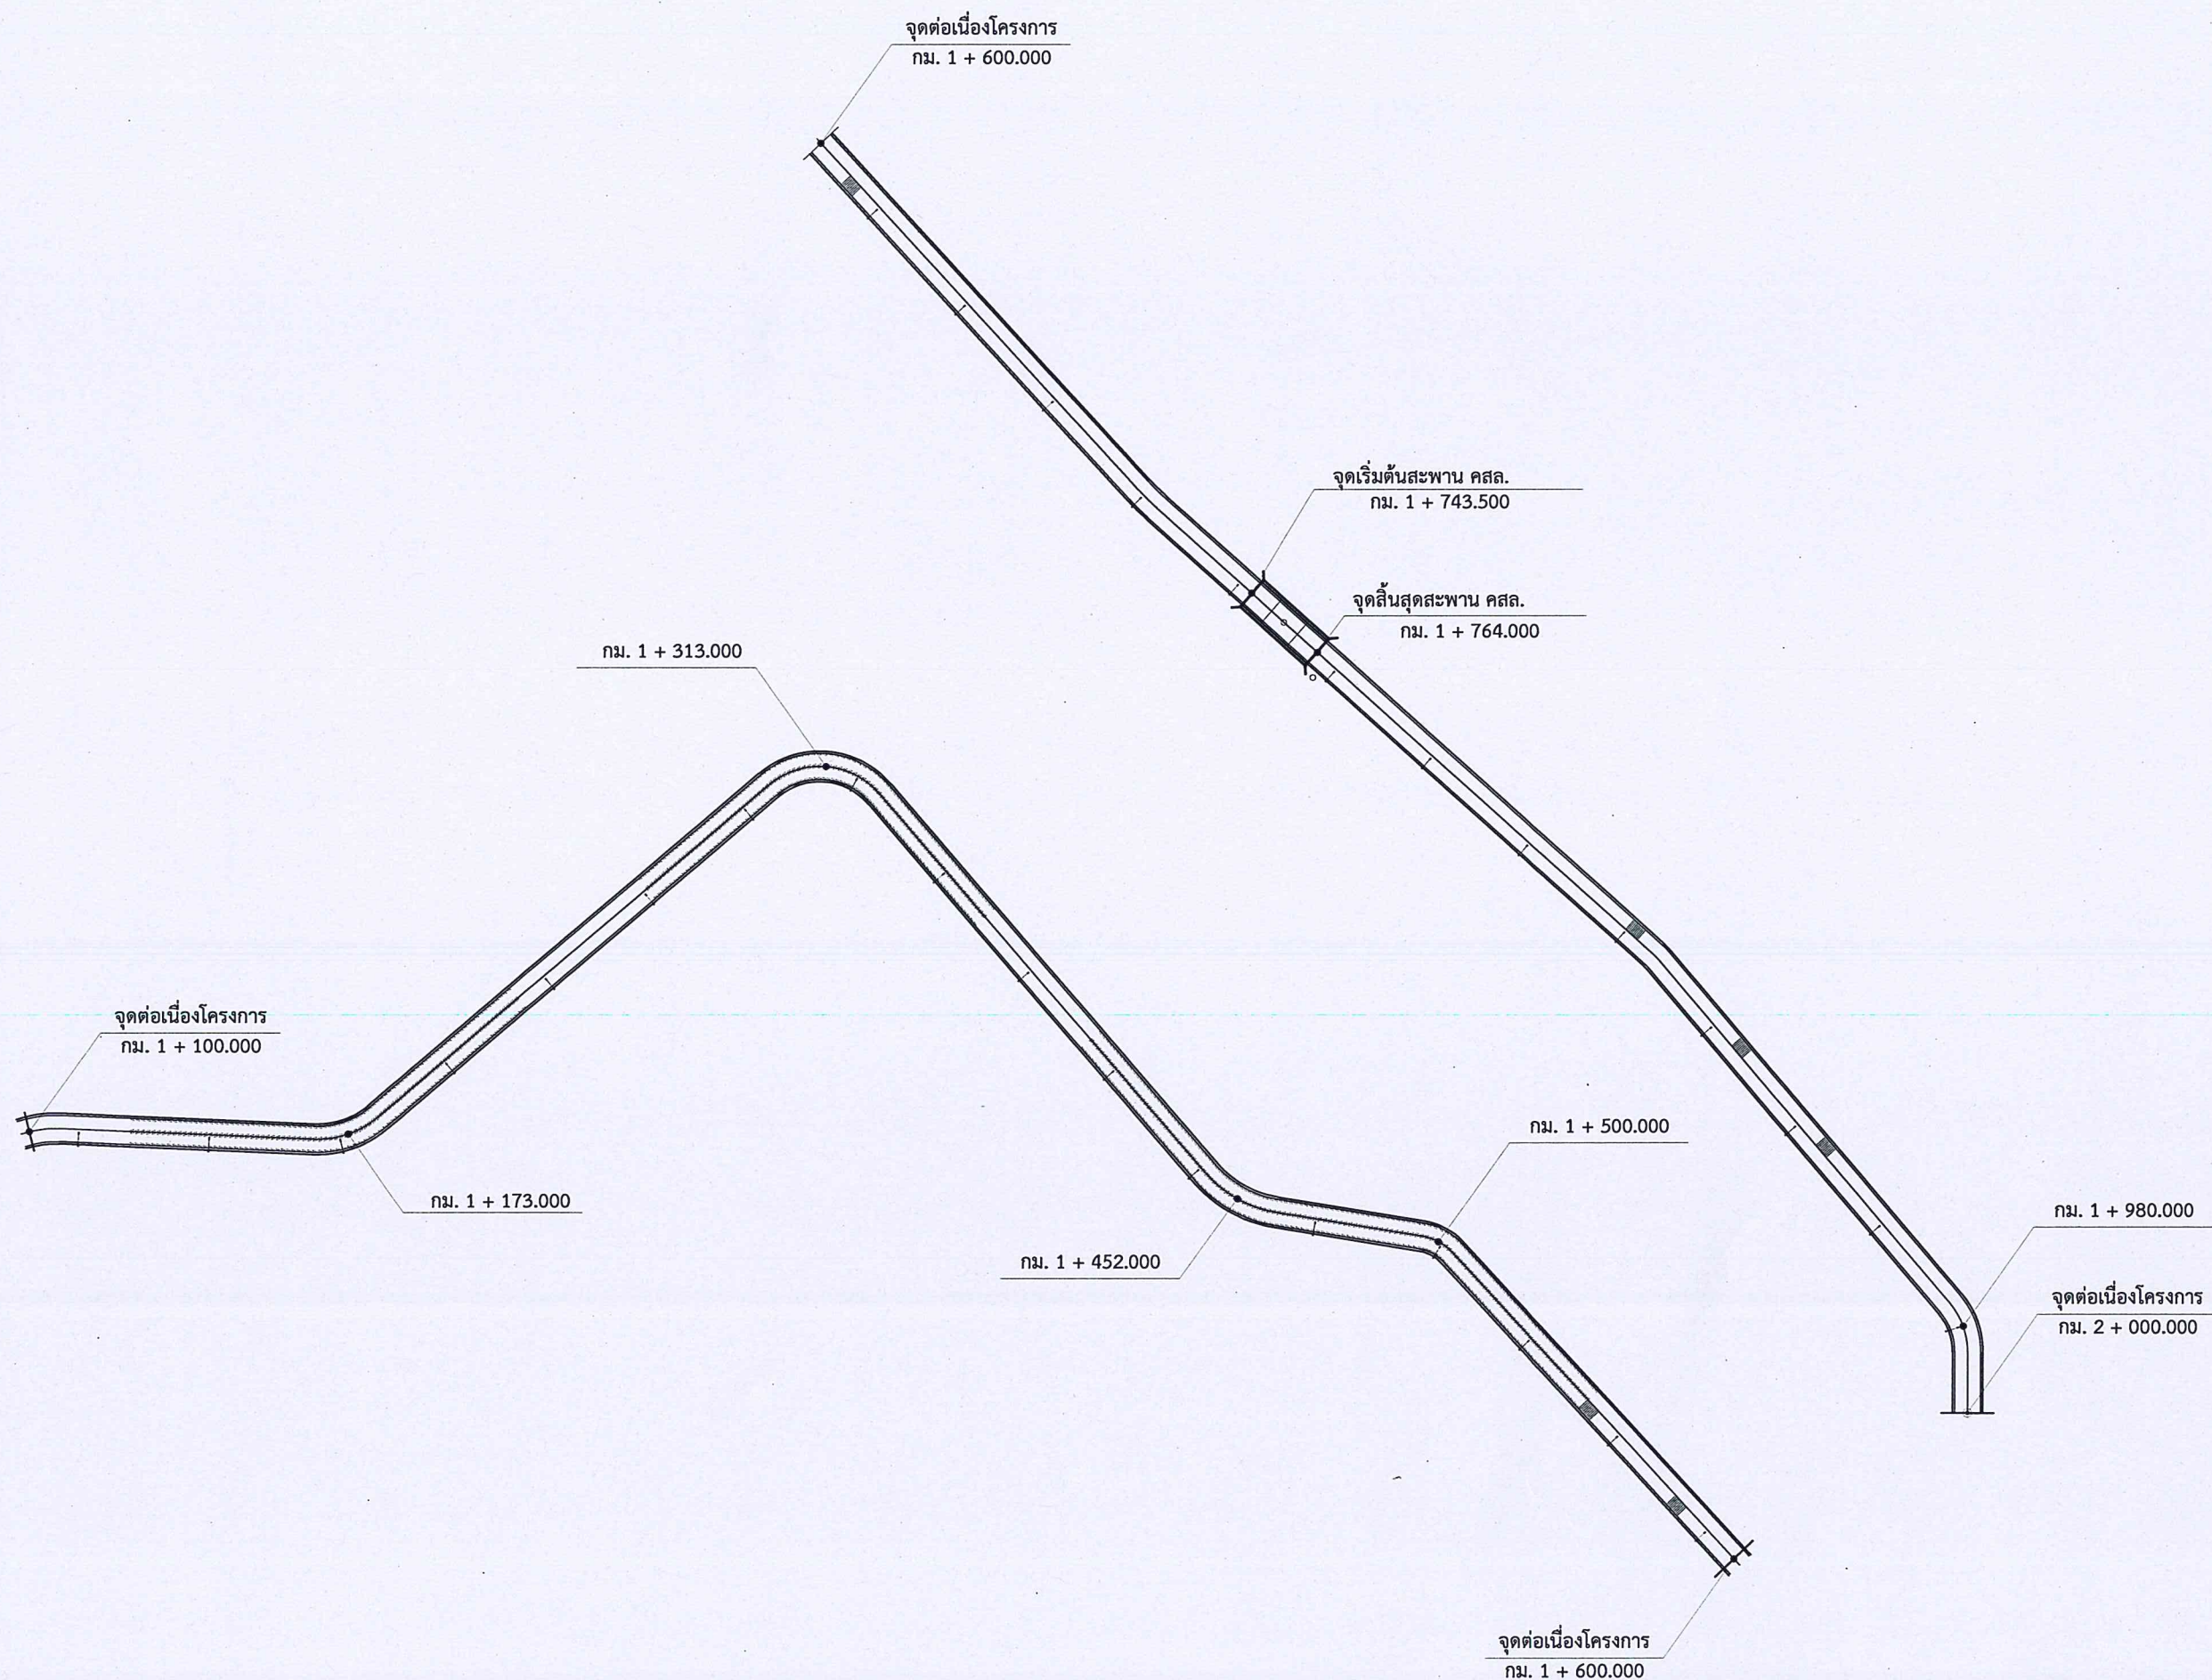 จุดต่อเนื่องโครงการ
กม. 1 + 600.000
จุดเริ่มต้นสะพาน คสล.
กม. 1 + 743.500
จุดสิ้นสุดสะพาน คสล.
กม. 1 + 764.000
กม. 1 + 313.000
จุดต่อเนื่องโครงการ
กม. 1 + 100.000
กม. 1 + 173.000
กม. 1 + 500.000
กม. 1 + 452.000
กม. 1 + 980.000
จุดต่อเนื่องโครงการ
กม. 2 + 000.000
จุดต่อเนื่องโครงการ
กม. 1 + 600.000